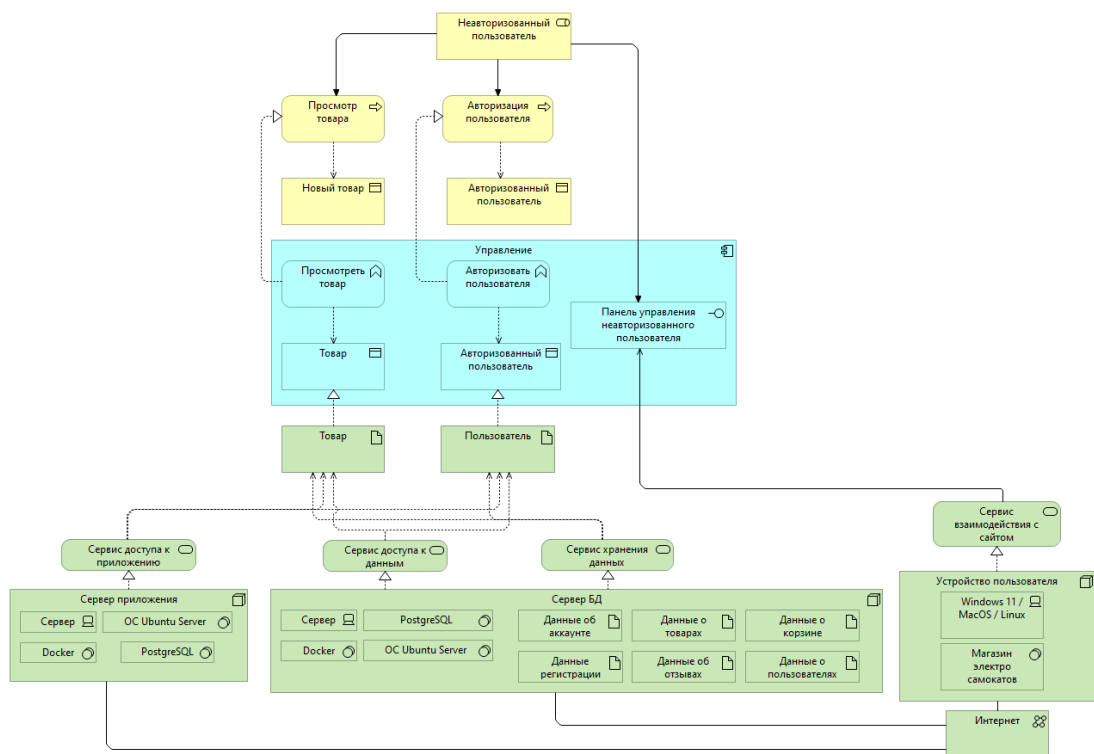 Неавторизованный
пользователь
Просмотр
товара
Авторизация
пользователя
Новый товар
Авторизованный
пользователь
Управление
Просмотреть
товар
Авторизовать
пользователя
Панель управления
неавторизованного
пользователя
Товар
Авторизованный
пользователь
Товар
Пользователь
Сервис доступа к
приложению
Сервис доступа к
данным
Сервис хранения
данных
Сервис
взаимодействия с
сайтом
Сервер приложения
Сервер
ОС Ubuntu Server
Docker
PostgreSQL
Сервер БД
Сервер
PostgreSQL
Docker
ОС Ubuntu Server
Данные об
аккаунте
Данные о
товарах
Данные о
корзине
Данные
регистрации
Данные об
отзывах
Данные о
пользователях
Устройство пользователя
Windows 11 /
MacOS / Linux
Магазин
электро
самокатов
Интернет